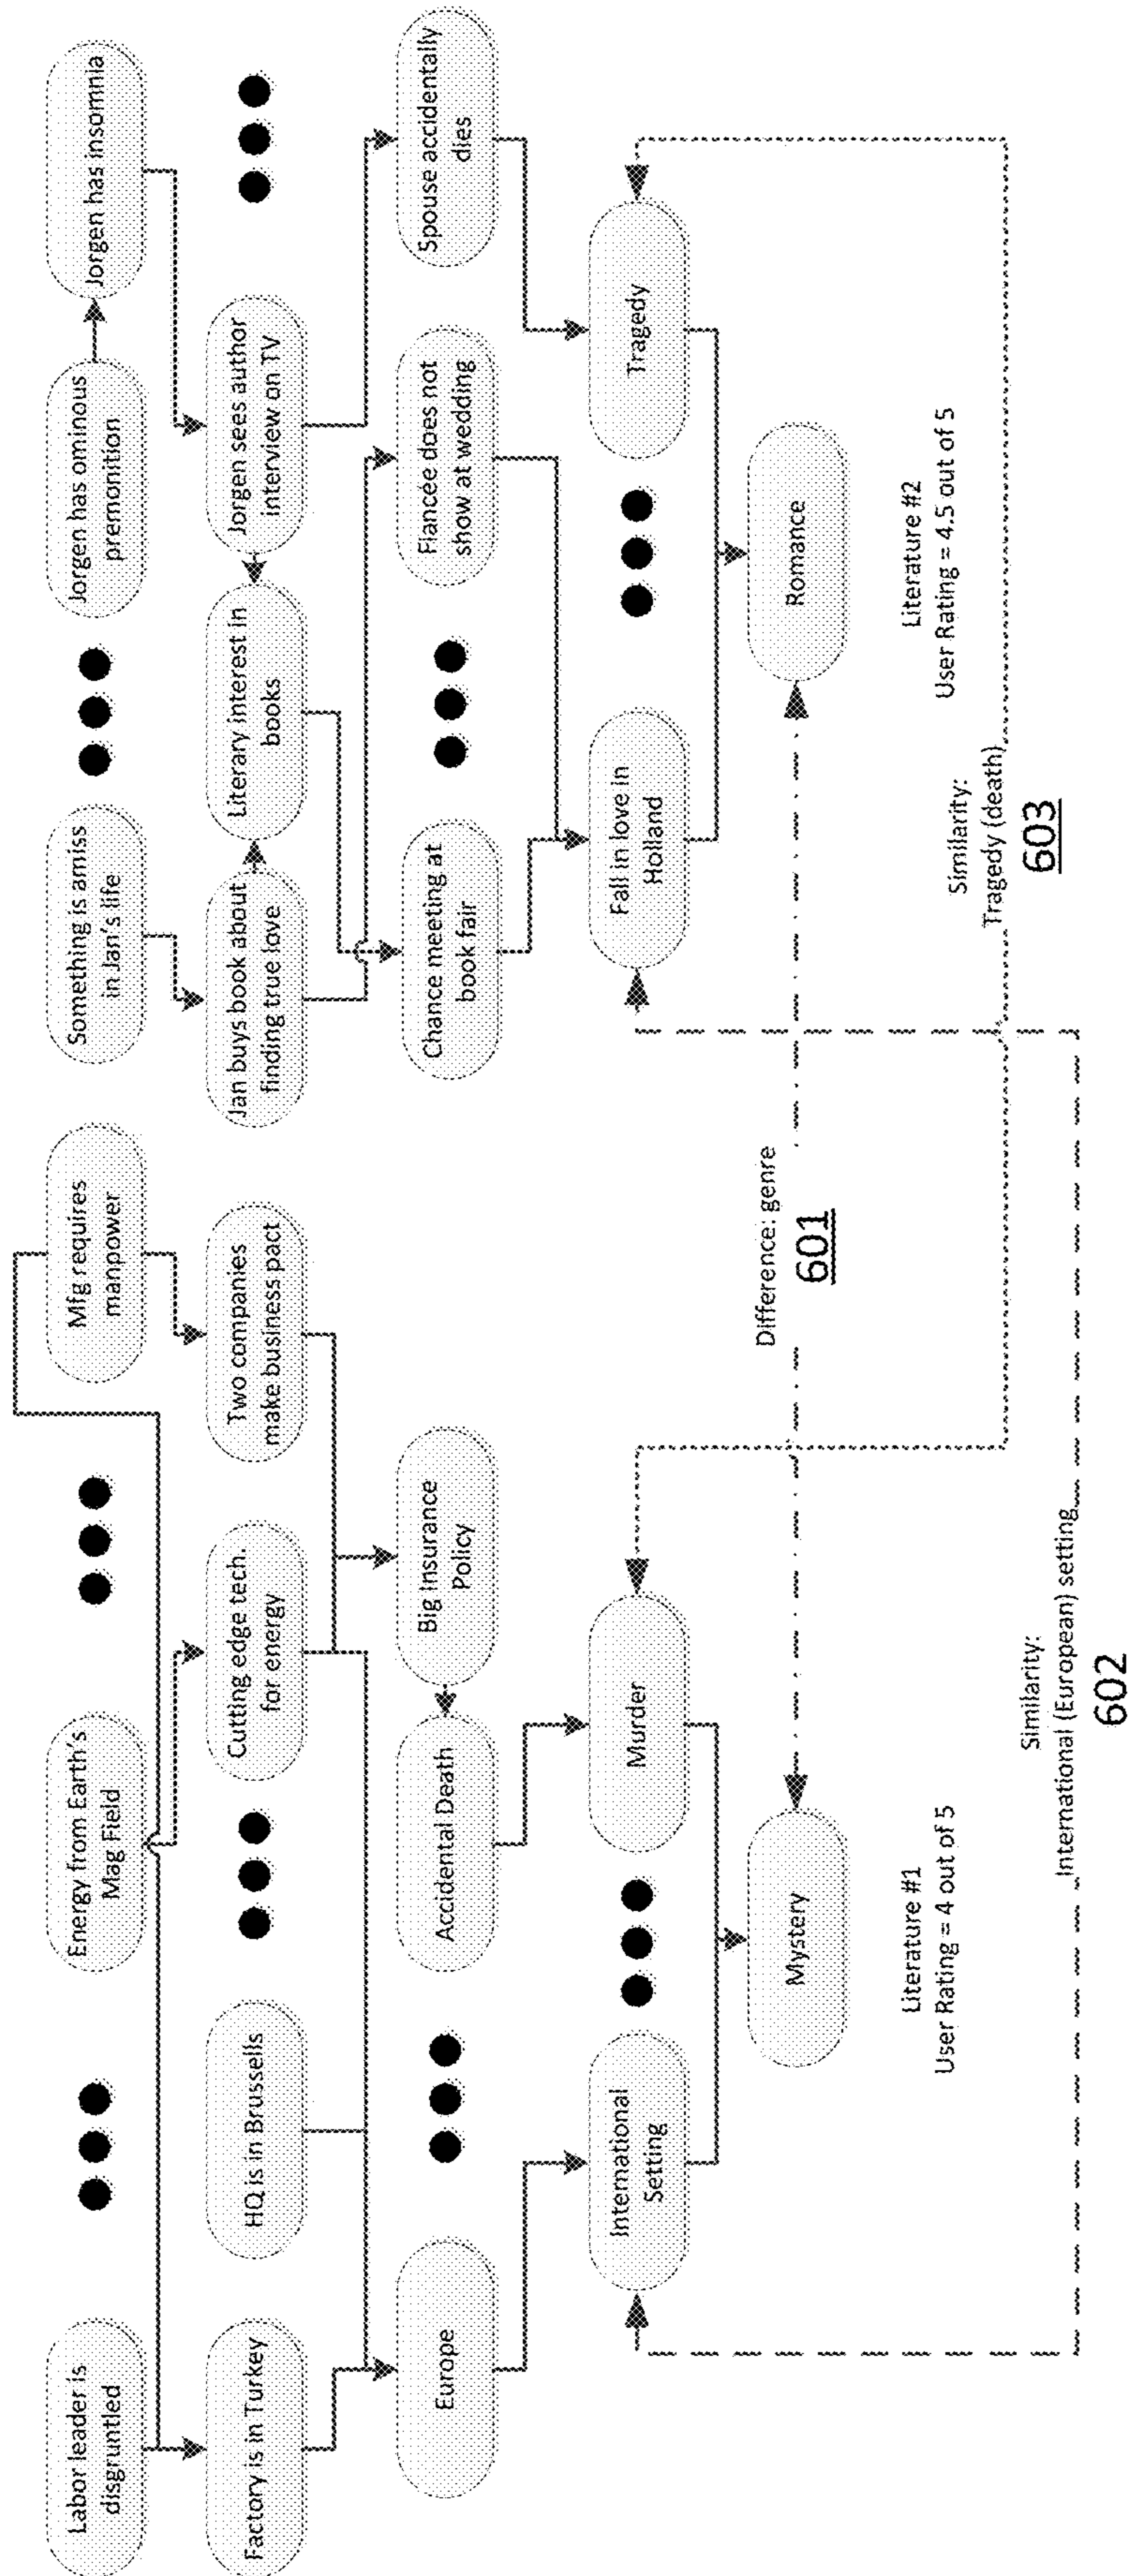 Labor leader is
disgruntled
Energy from Earth's
Mag Field
Mfg requires
manpower
Something is amiss
in Jan's life
Jorgen has ominous
premonition
Jorgen has insomnia
Factory is in Turkey
HQ is in Brussells
Cutting edge tech.
for energy
Two companies
make business pact
Jan buys book about
finding true love
Literary interest in
books
Jorgen sees author
interview on TV
Europe
Accidental Death
Big Insurance
Policy
Chance meeting at
book fair
Fiancée does not
show at wedding
Spouse accidentally
dies
International
Setting
Murder
Fall in love in
Holland
Tragedy
Mystery
Difference: genre
601
Romance
Literature #1
User Rating = 4 out of 5
Literature #2
User Rating = 4.5 out of 5
Similarity:
Tragedy (death)
603
Similarity:
International (European) setting
602